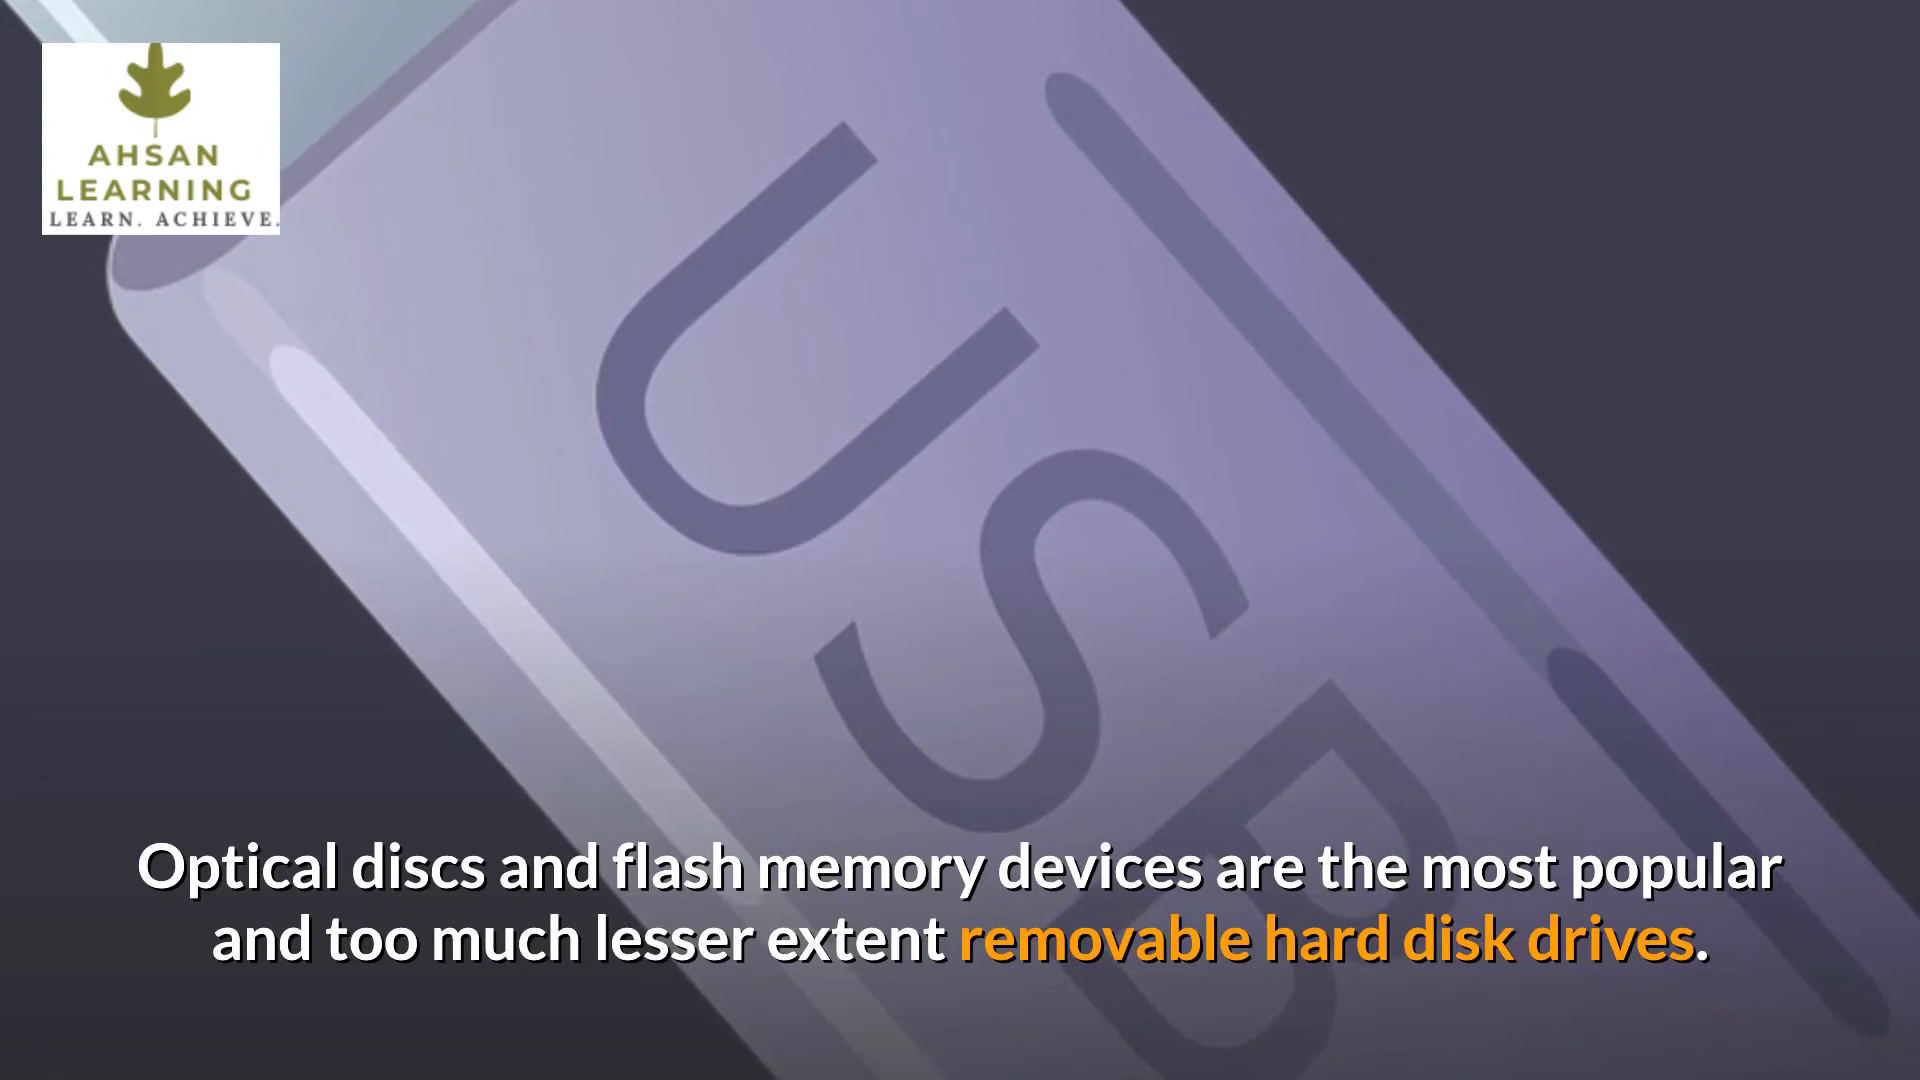 AHSAN
LEARNING
LEARN. ACHIEVE.
USB
Optical discs and flash memory devices are the most popular
and too much lesser extent removable hard disk drives.